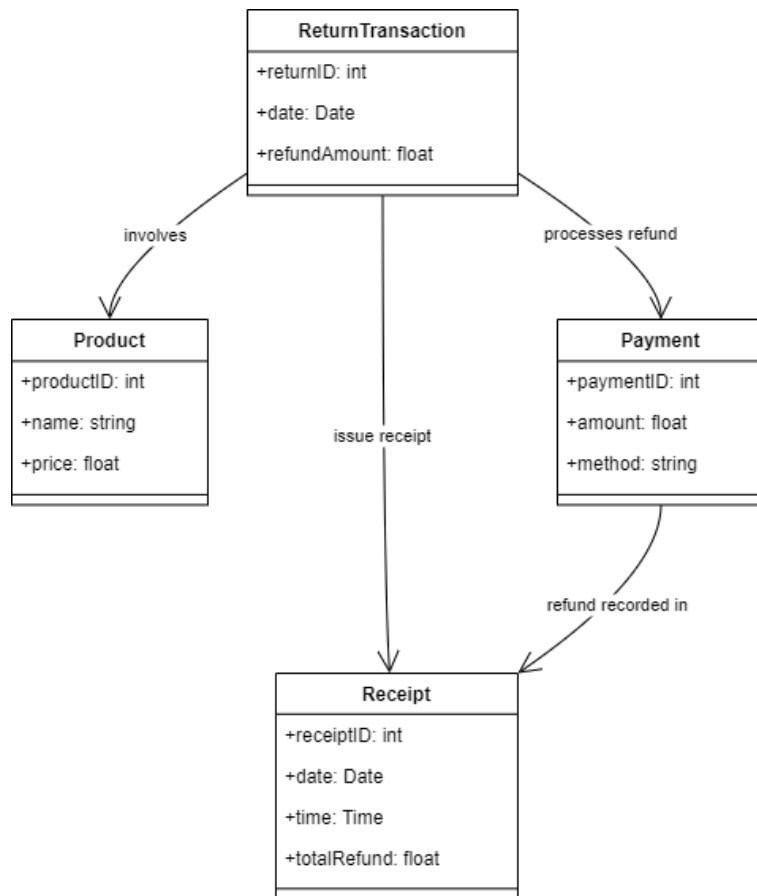 ReturnTransaction
+returnID: int
+date: Date
+refundAmount: float
involves
processes refund
Product
+productID: int
+name: string
+price: float
Payment
+paymentID: int
+amount: float
+method: string
issue receipt
refund recorded in
Receipt
+receiptID: int
+date: Date
+time: Time
+totalRefund: float